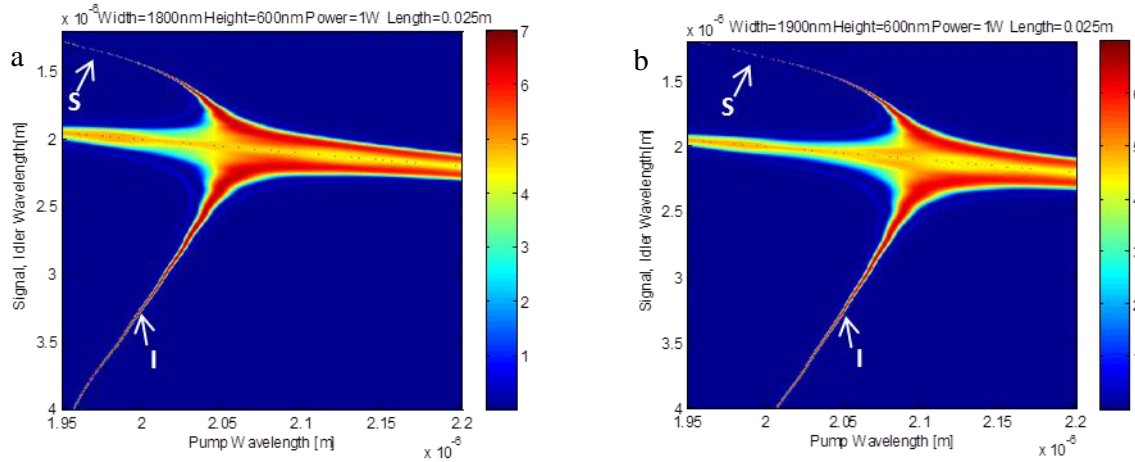 a
× 10⁻⁶ Width=1800nm Height=600nm Power=1W Length=0.025m
Signal, Idler Wavelength[m]
1.5
2
2.5
3
3.5
4
S
I
1.95
2
2.05
2.1
2.15
2.2
Pump Wavelength [m]
× 10⁻⁶
7
6
5
4
3
2
1
b
× 10⁻⁶ Width=1900nm Height=600nm Power=1W Length=0.025m
Signal, Idler Wavelength[m]
1.5
2
2.5
3
3.5
4
S
I
1.95
2
2.05
2.1
2.15
2.2
Pump Wavelength [m]
× 10⁻⁶